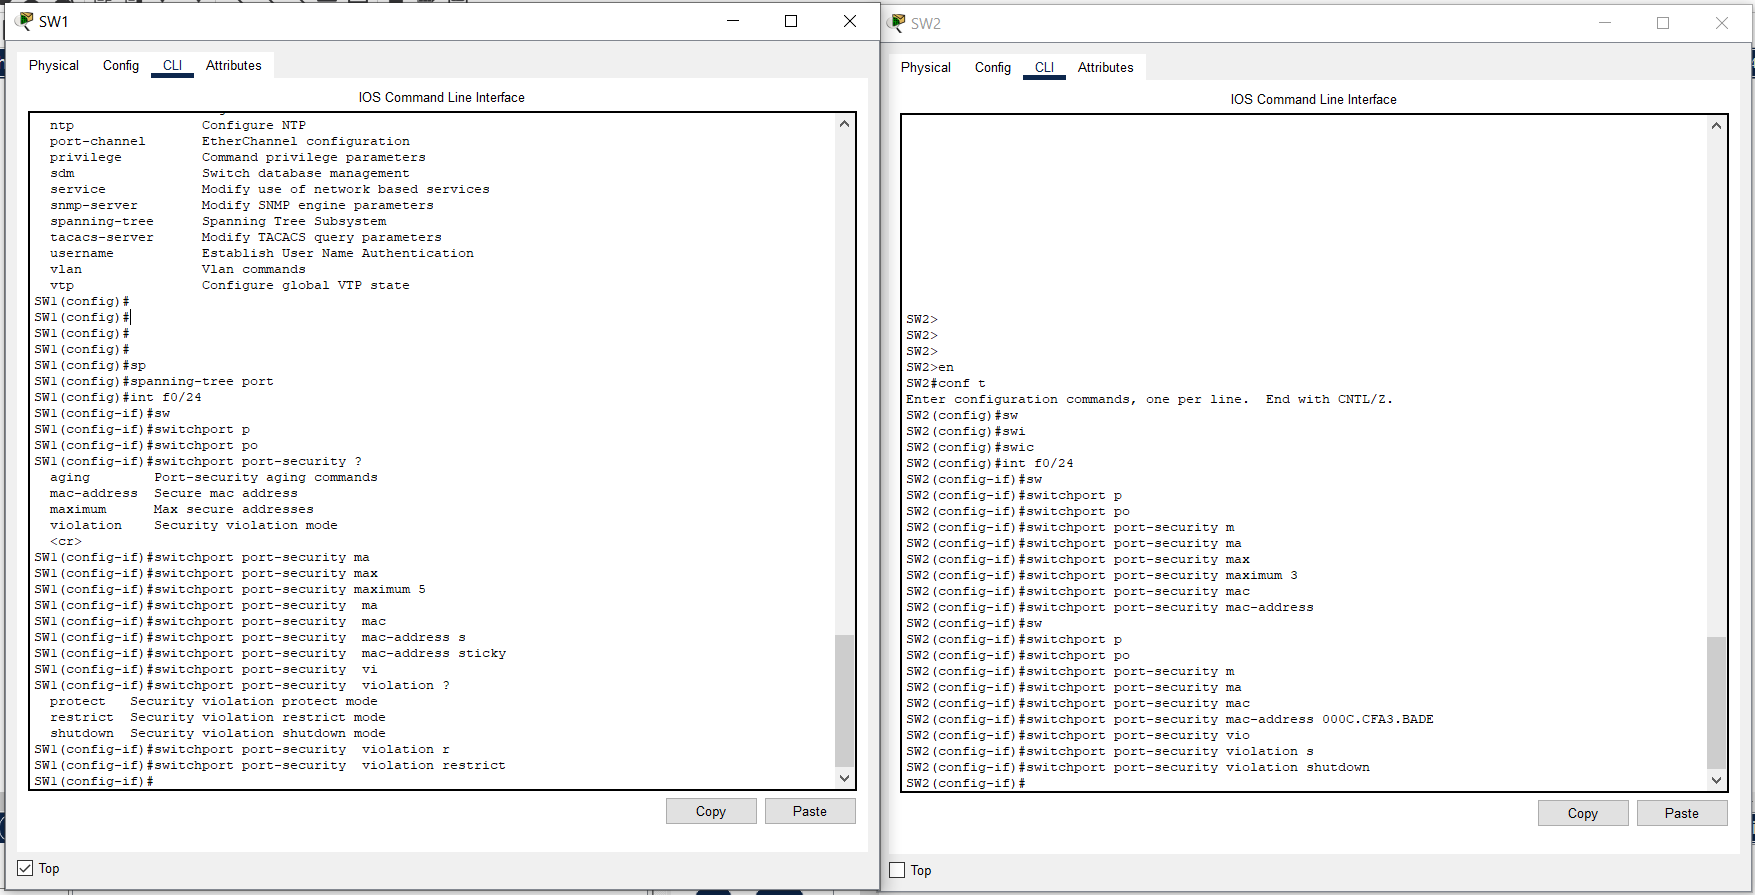 SW1
Physical Config CLI Attributes
IOS Command Line Interface
ntp Configure NTP
port-channel EtherChannel configuration
privilege Command privilege parameters
sdm Switch database management
service Modify use of network based services
snmp-server Modify SNMP engine parameters
spanning-tree Spanning Tree Subsystem
tacacs-server Modify TACACS query parameters
username Establish User Name Authentication
vlan Vlan commands
vtp Configure global VTP state
SW1(config)#
SW1(config)#
SW1(config)#
SW1(config)#
SW1(config)#sp
SW1(config)#spanning-tree port
SW1(config)#int f0/24
SW1(config-if)#sw
SW1(config-if)#switchport p
SW1(config-if)#switchport po
SW1(config-if)#switchport port-security ?
aging Port-security aging commands
mac-address Secure mac address
maximum Max secure addresses
violation Security violation mode
<cr>
SW1(config-if)#switchport port-security ma
SW1(config-if)#switchport port-security max
SW1(config-if)#switchport port-security maximum 5
SW1(config-if)#switchport port-security  ma
SW1(config-if)#switchport port-security  mac
SW1(config-if)#switchport port-security  mac-address s
SW1(config-if)#switchport port-security  mac-address sticky
SW1(config-if)#switchport port-security  vi
SW1(config-if)#switchport port-security  violation ?
protect Security violation protect mode
restrict Security violation restrict mode
shutdown Security violation shutdown mode
SW1(config-if)#switchport port-security  violation r
SW1(config-if)#switchport port-security  violation restrict
SW1(config-if)#
Copy Paste
Top
SW2
Physical Config CLI Attributes
IOS Command Line Interface
SW2>
SW2>
SW2>
SW2>en
SW2#conf t
Enter configuration commands, one per line.  End with CNTL/Z.
SW2(config)#sw
SW2(config)#swi
SW2(config)#swic
SW2(config)#int f0/24
SW2(config-if)#sw
SW2(config-if)#switchport p
SW2(config-if)#switchport po
SW2(config-if)#switchport port-security m
SW2(config-if)#switchport port-security ma
SW2(config-if)#switchport port-security max
SW2(config-if)#switchport port-security maximum 3
SW2(config-if)#switchport port-security mac
SW2(config-if)#switchport port-security mac-address
SW2(config-if)#sw
SW2(config-if)#switchport p
SW2(config-if)#switchport po
SW2(config-if)#switchport port-security m
SW2(config-if)#switchport port-security ma
SW2(config-if)#switchport port-security mac
SW2(config-if)#switchport port-security mac-address 000C.CFA3.BADE
SW2(config-if)#switchport port-security vio
SW2(config-if)#switchport port-security violation s
SW2(config-if)#switchport port-security violation shutdown
SW2(config-if)#
Copy Paste
Top